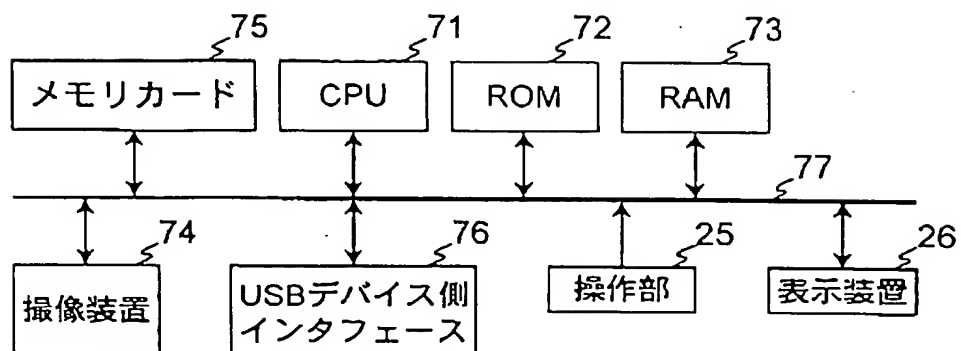 75
71
72
73
メモリカード
CPU
ROM
RAM
77
74
76
25
26
撮像装置
USBデバイス側
インタフェース
操作部
表示装置